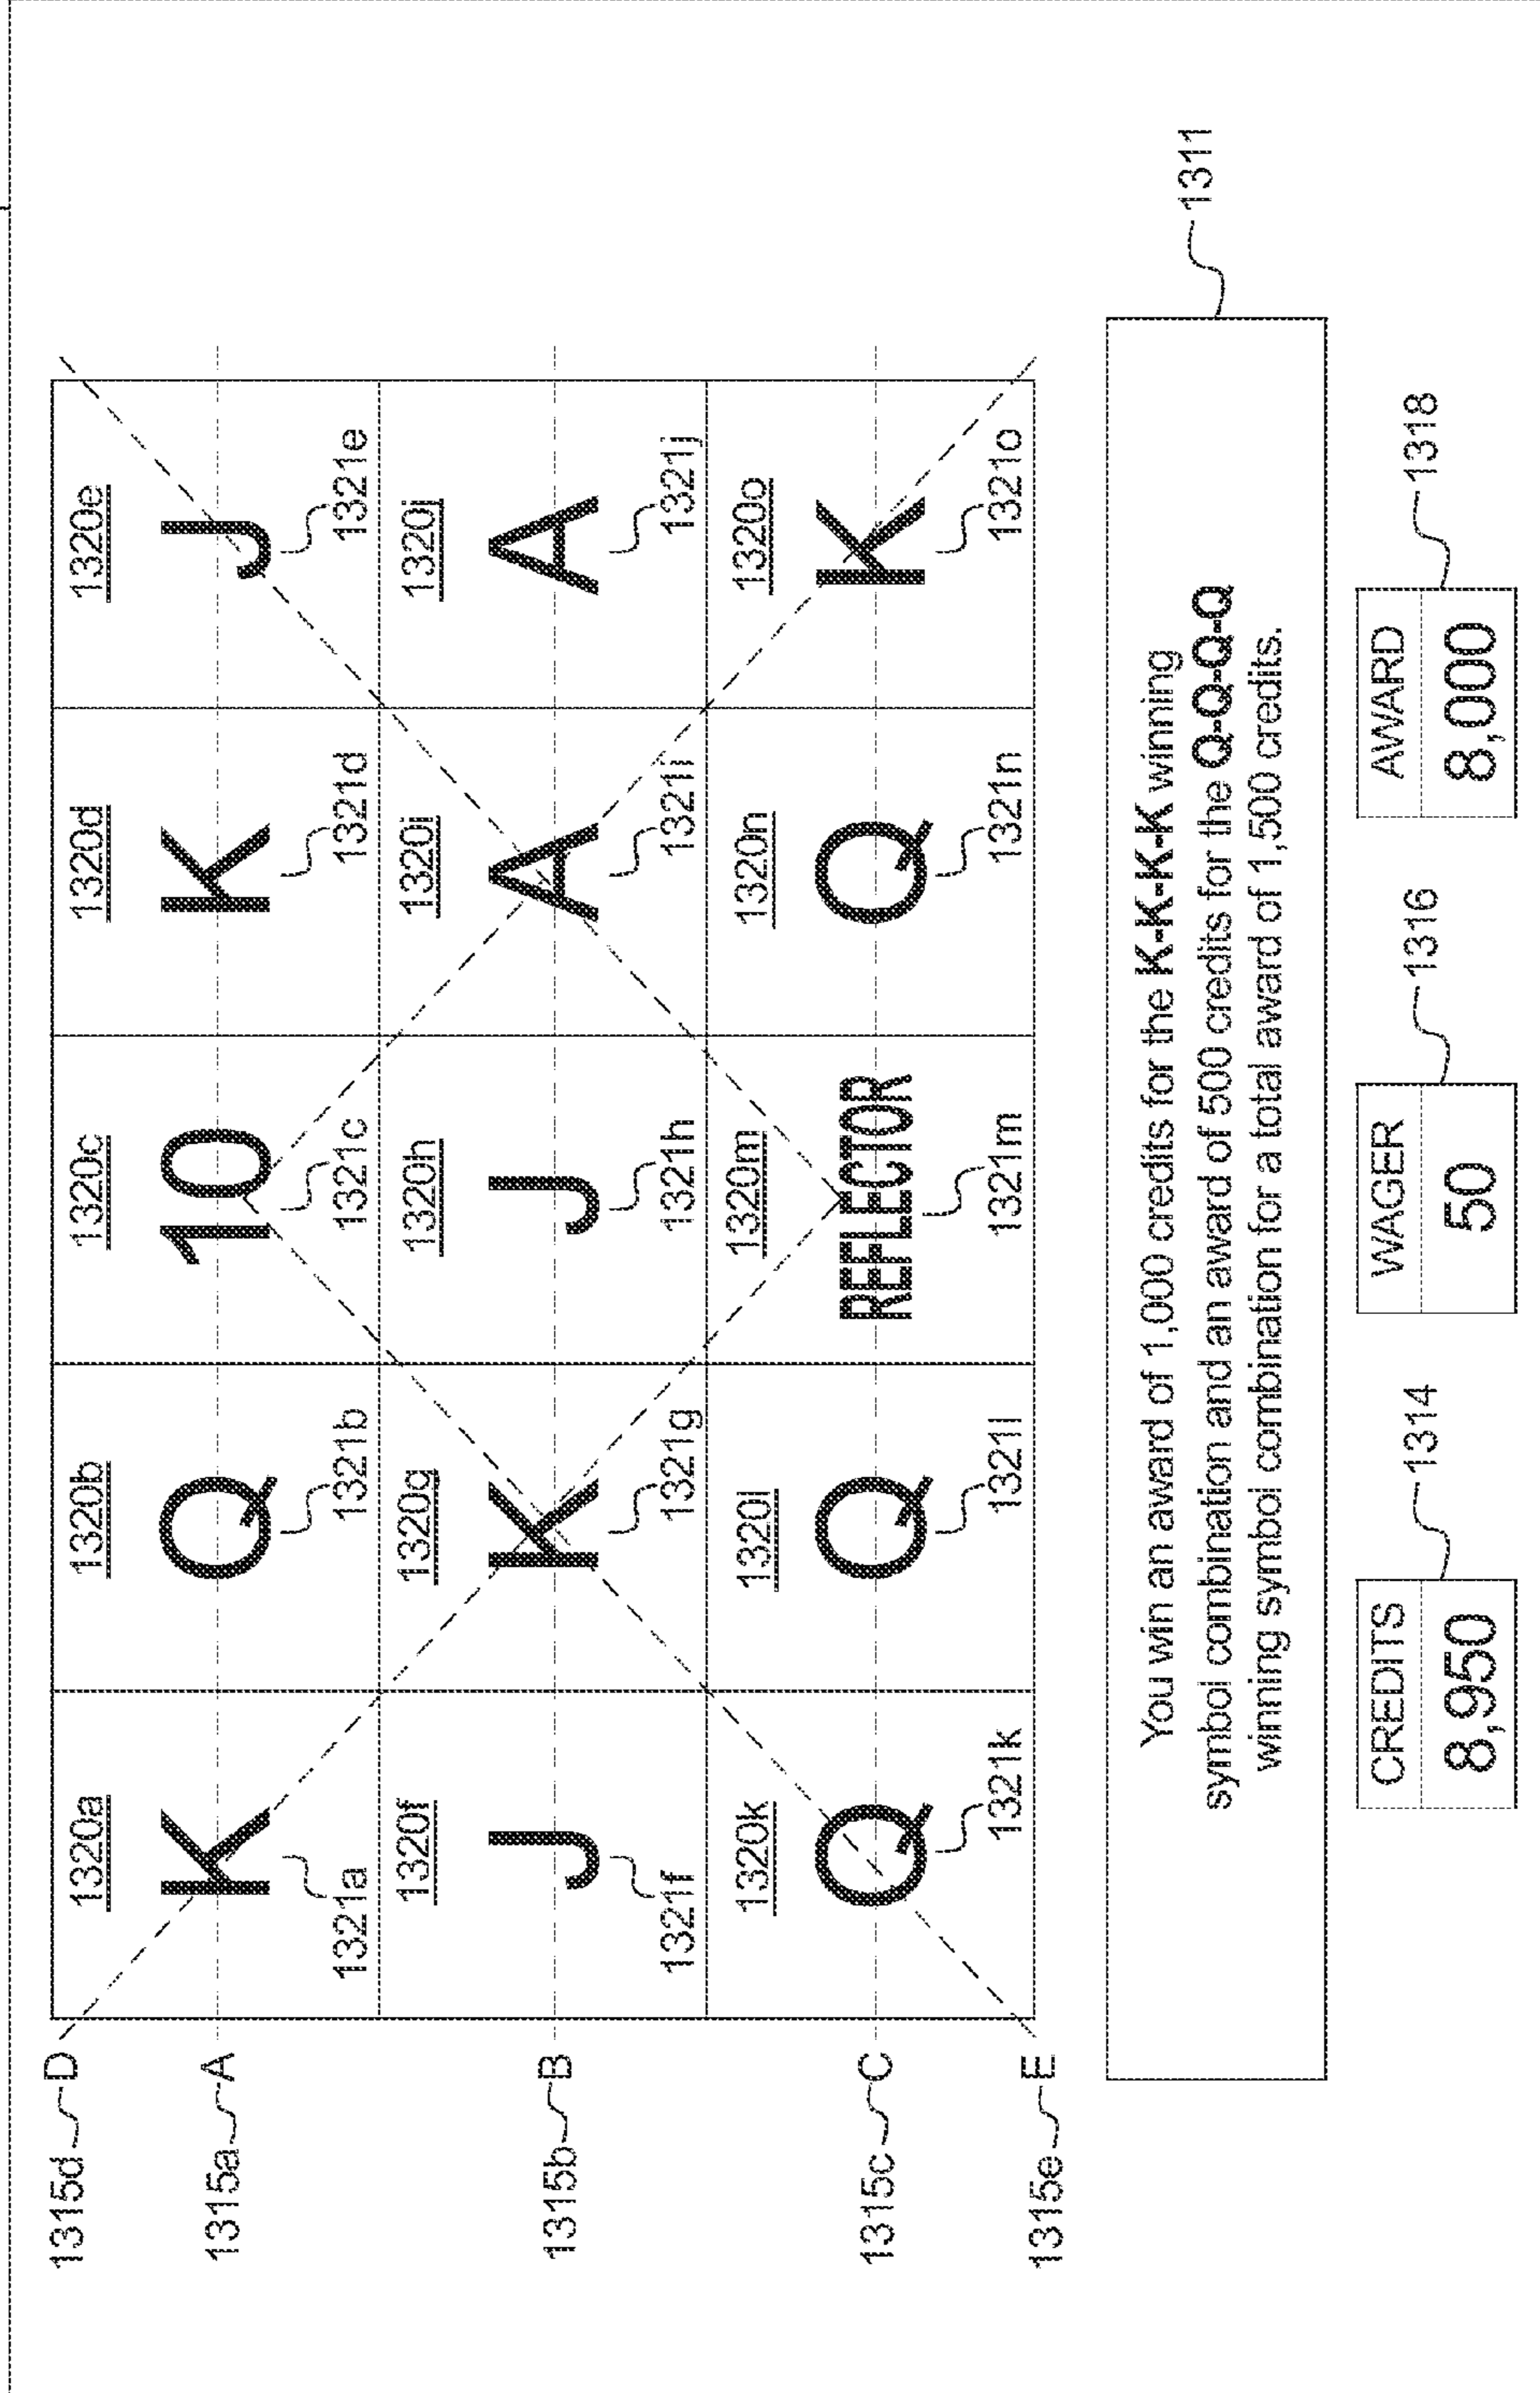 1315d D
1320a 1320b 1320c 1320d 1320e
1315a A K Q 10 K J
1321a 1321b 1321c 1321d 1321e
1320f 1320g 1320h 1320i 1320j
1315b B J K J A A
1321f 1321g 1321h 1321i 1321j
1320k 1320l 1320m 1320n 1320o
1315c C Q Q REFLECTOR Q K
1321k 1321l 1321m 1321n 1321o
1315e E
You win an award of 1,000 credits for the K-K-K-K winning
symbol combination and an award of 500 credits for the Q-Q-Q-Q
winning symbol combination for a total award of 1,500 credits.
1311
CREDITS 1314 WAGER 1316 AWARD 1318
8,950 50 8,000